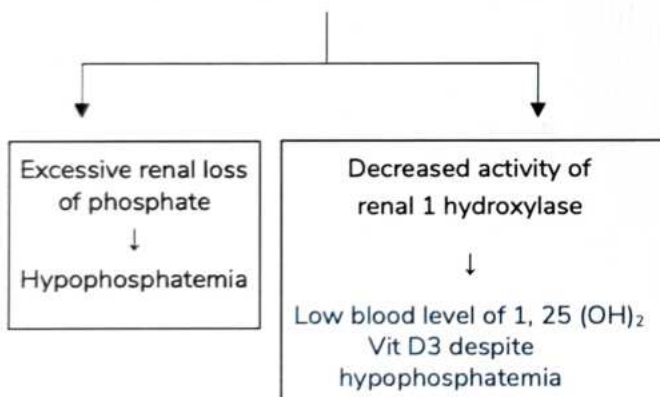 Excessive renal loss
of phosphate
↓
Hypophosphatemia
Decreased activity of
renal 1 hydroxylase
↓
Low blood level of 1, 25 (OH)₂
Vit D3 despite
hypophosphatemia